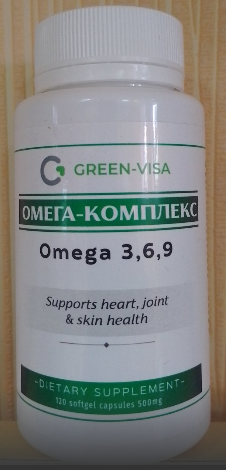 GREEN-VISA
ОМЕГА-КОМПЛЕКС
Omega 3,6,9
Supports heart, joint
& skin health
-DIETARY SUPPLEMENT-
120 softgel capsules 500mg